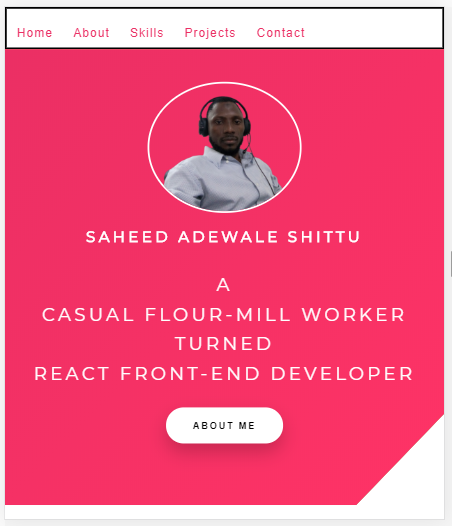 Home About Skills Projects Contact
SAHEED ADEWALE SHITTU
A
CASUAL FLOUR-MILL WORKER
TURNED
REACT FRONT-END DEVELOPER
ABOUT ME